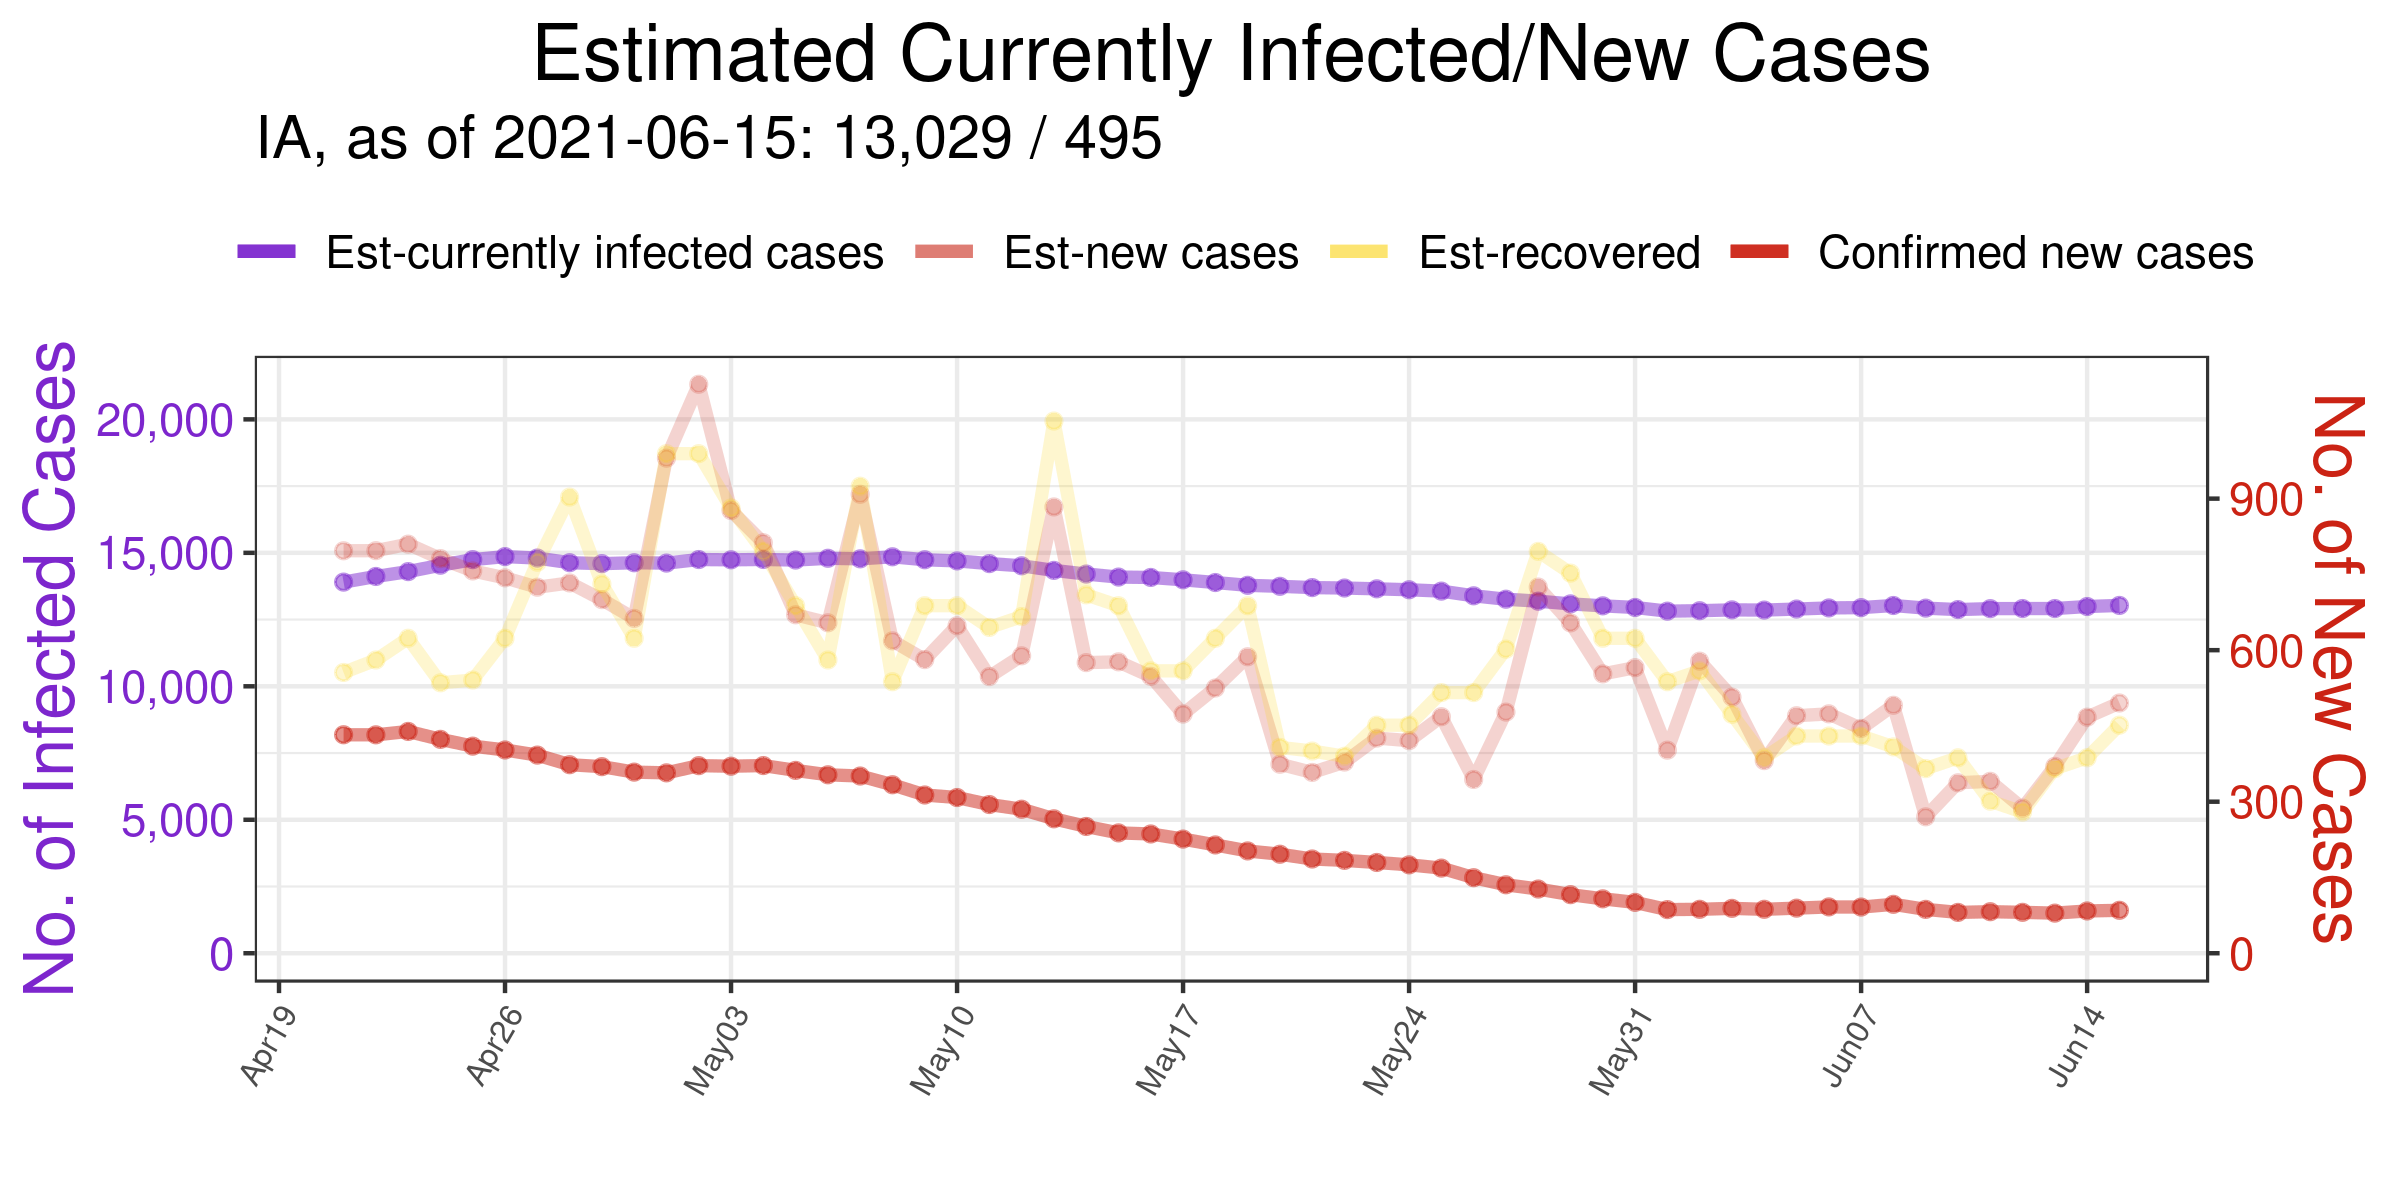 Estimated Currently Infected/New Cases
IA, as of 2021-06-15: 13,029 / 495
Est-currently infected cases Est-new cases Est-recovered Confirmed new cases
No. of Infected Cases
20,000
15,000
10,000
5,000
0
900
600
300
0
No. of New Cases
Apr19 Apr26 May03 May10 May17 May24 May31 Jun07 Jun14